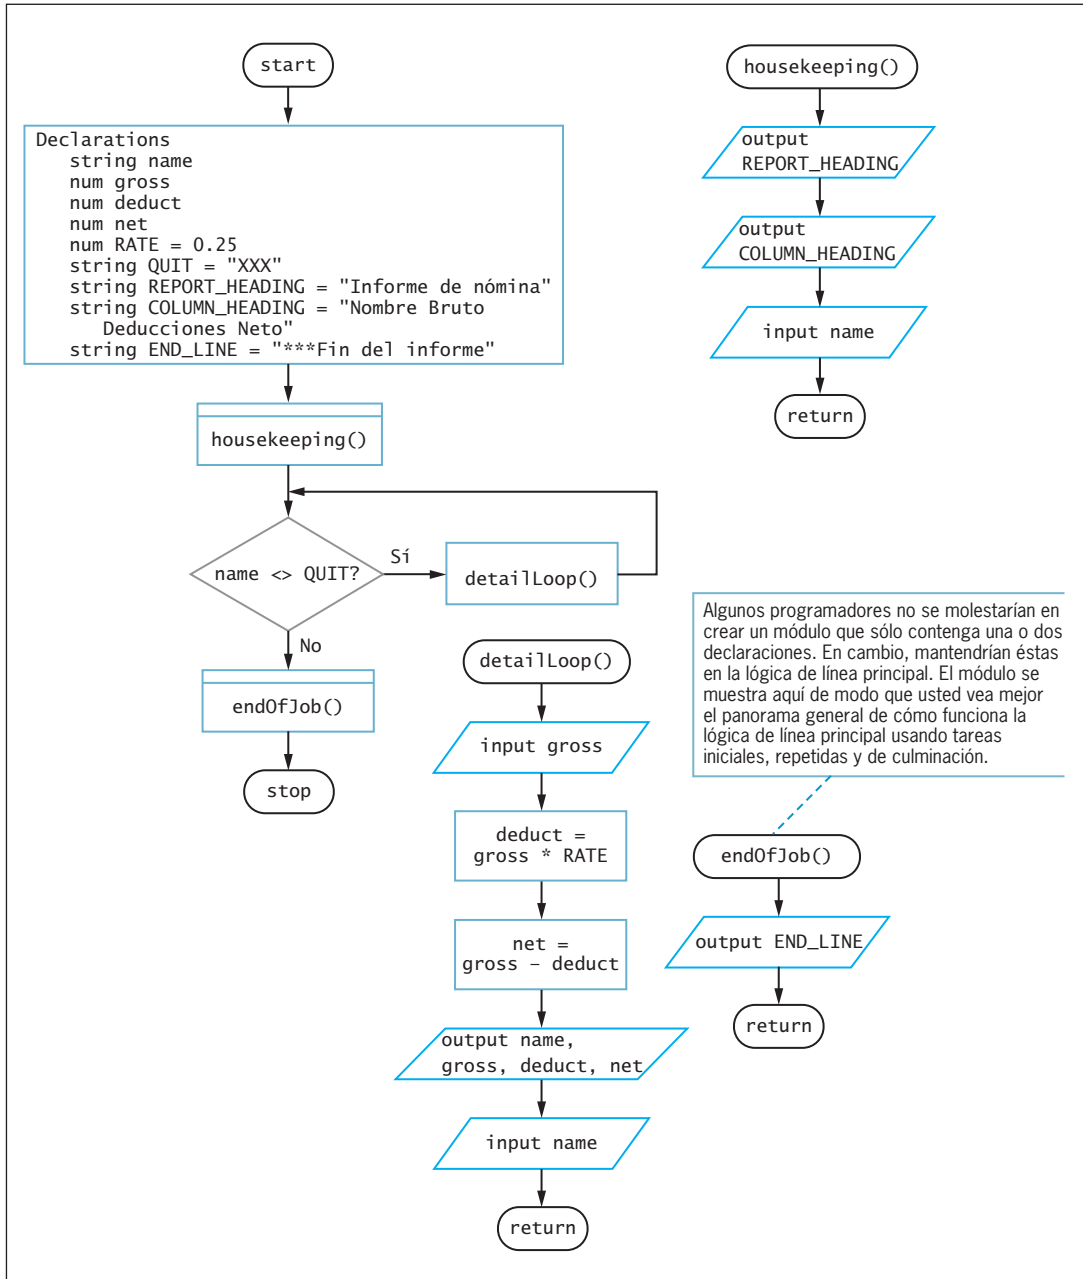 start
Declarations
string name
num gross
num deduct
num net
num RATE = 0.25
string QUIT = "XXX"
string REPORT_HEADING = "Informe de nómina"
string COLUMN_HEADING = "Nombre Bruto
Deducciones Neto"
string END_LINE = "***Fin del informe"
housekeeping()
name <> QUIT?
Sí
detailLoop()
No
endOfJob()
stop
housekeeping()
output
REPORT_HEADING
output
COLUMN_HEADING
input name
return
detailLoop()
input gross
deduct =
gross * RATE
net =
gross – deduct
output name,
gross, deduct, net
input name
return
Algunos programadores no se molestarían en
crear un módulo que sólo contenga una o dos
declaraciones. En cambio, mantendrían éstas
en la lógica de línea principal. El módulo se
muestra aquí de modo que usted vea mejor
el panorama general de cómo funciona la
lógica de línea principal usando tareas
iniciales, repetidas y de culminación.
endOfJob()
output END_LINE
return